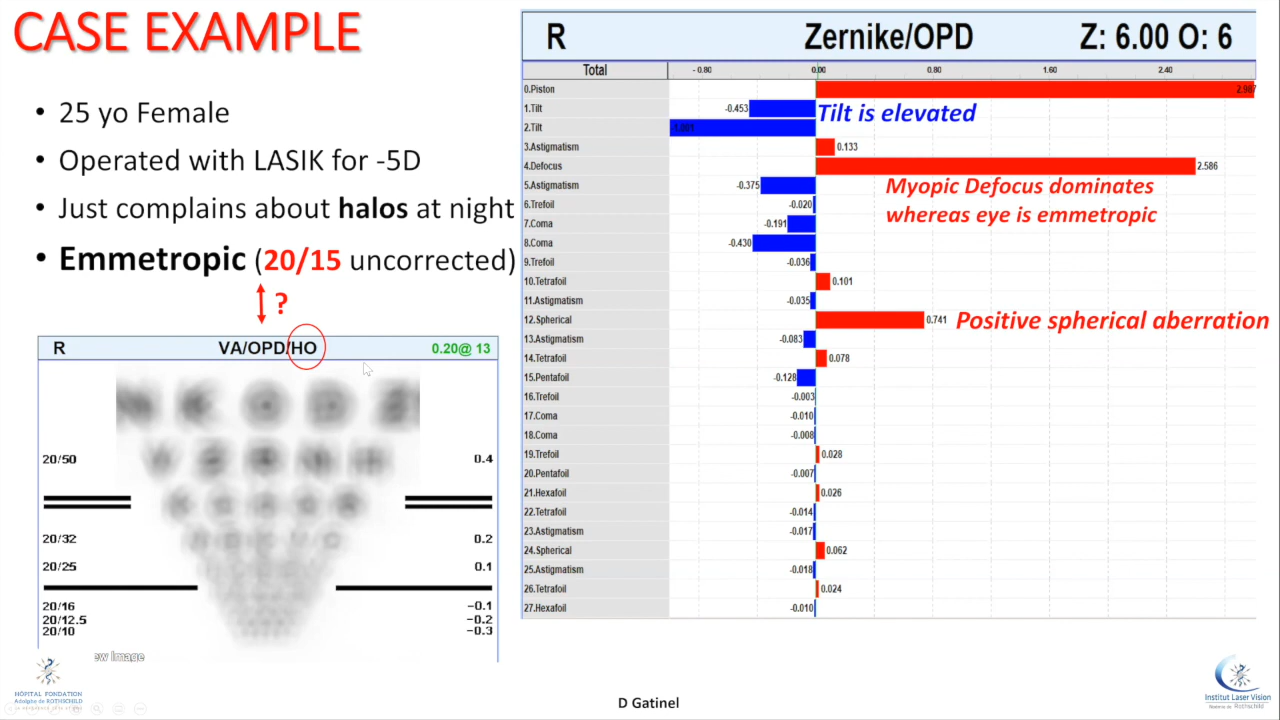 CASE EXAMPLE
• 25 yo Female
• Operated with LASIK for -5D
• Just complains about halos at night
• Emmetropic (20/15 uncorrected)
?
R VA/OPD/HO 0.20@ 13
20/50 0.4
20/32 0.2
20/25 0.1
20/16 −0.1
20/12.5 −0.2
20/10 −0.3
ew Image
R Zernike/OPD Z: 6.00 O: 6
Total - 0.80 0.00 0.80 1.60 2.40
0.Piston 2.987
1.Tilt -0.453
Tilt is elevated
2.Tilt
3.Astigmatism 0.133
4.Defocus 2.586
Myopic Defocus dominates
whereas eye is emmetropic
5.Astigmatism -0.375
6.Trefoil -0.020
7.Coma -0.191
8.Coma -0.430
9.Trefoil -0.036
10.Tetrafoil 0.101
11.Astigmatism -0.035
12.Spherical 0.741 Positive spherical aberration
13.Astigmatism -0.083
14.Tetrafoil 0.078
15.Pentafoil -0.128
16.Trefoil -0.003
17.Coma -0.010
18.Coma -0.008
19.Trefoil 0.028
20.Pentafoil -0.007
21.Hexafoil 0.026
22.Tetrafoil -0.014
23.Astigmatism -0.017
24.Spherical 0.062
25.Astigmatism -0.018
26.Tetrafoil 0.024
27.Hexafoil -0.010
HÔPITAL FONDATION
Adolphe de ROTHSCHILD
D Gatinel
Institut Laser Vision
de Rothschild